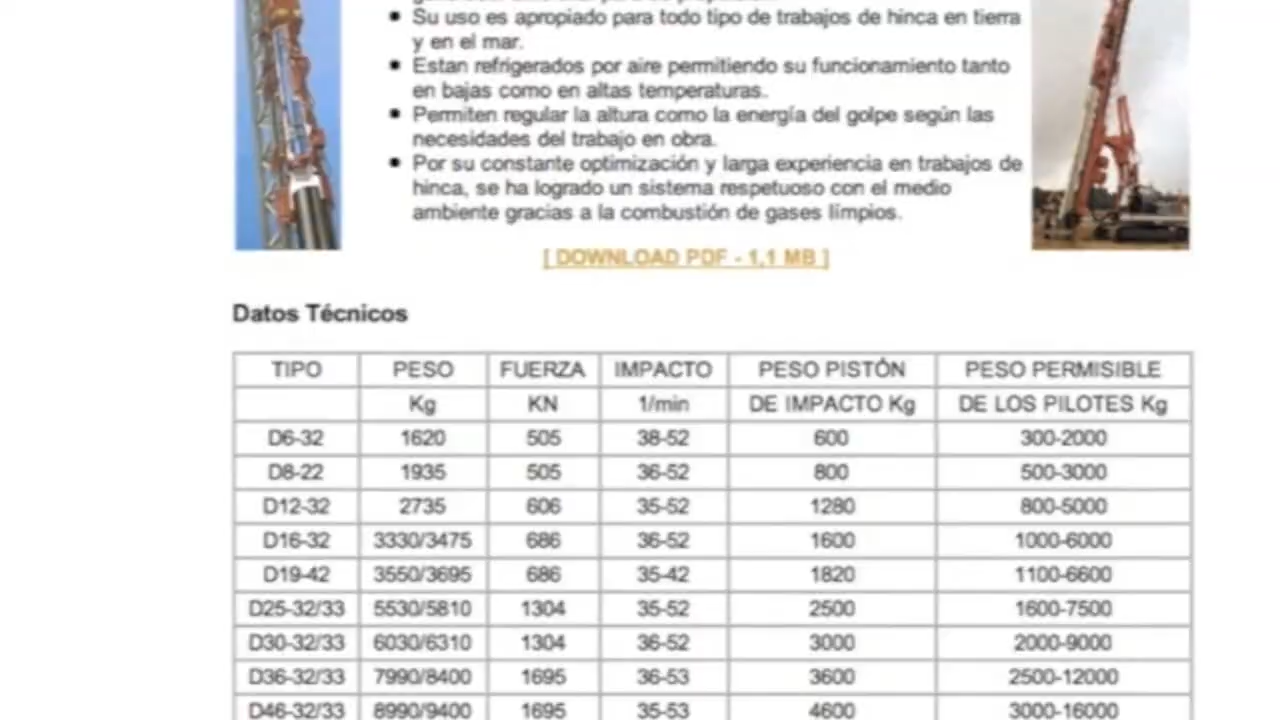 Su uso es apropiado para todo tipo de trabajos de hinca en tierra
y en el mar.
Estan refrigerados por aire permitiendo su funcionamiento tanto
en bajas como en altas temperaturas.
Permiten regular la altura como la energía del golpe según las
necesidades del trabajo en obra.
Por su constante optimización y larga experiencia en trabajos de
hinca, se ha logrado un sistema respetuoso con el medio
ambiente gracias a la combustión de gases límpios.
[ DOWNLOAD PDF - 1,1 MB ]
Datos Técnicos
TIPO PESO FUERZA IMPACTO PESO PISTÓN PESO PERMISIBLE
Kg KN 1/min DE IMPACTO Kg DE LOS PILOTES Kg
D6-32 1620 505 38-52 600 300-2000
D8-22 1935 505 36-52 800 500-3000
D12-32 2735 606 35-52 1280 800-5000
D16-32 3330/3475 686 36-52 1600 1000-6000
D19-42 3550/3695 686 35-42 1820 1100-6600
D25-32/33 5530/5810 1304 35-52 2500 1600-7500
D30-32/33 6030/6310 1304 36-52 3000 2000-9000
D36-32/33 7990/8400 1695 36-53 3600 2500-12000
D46-32/33 8990/9400 1695 35-53 4600 3000-16000